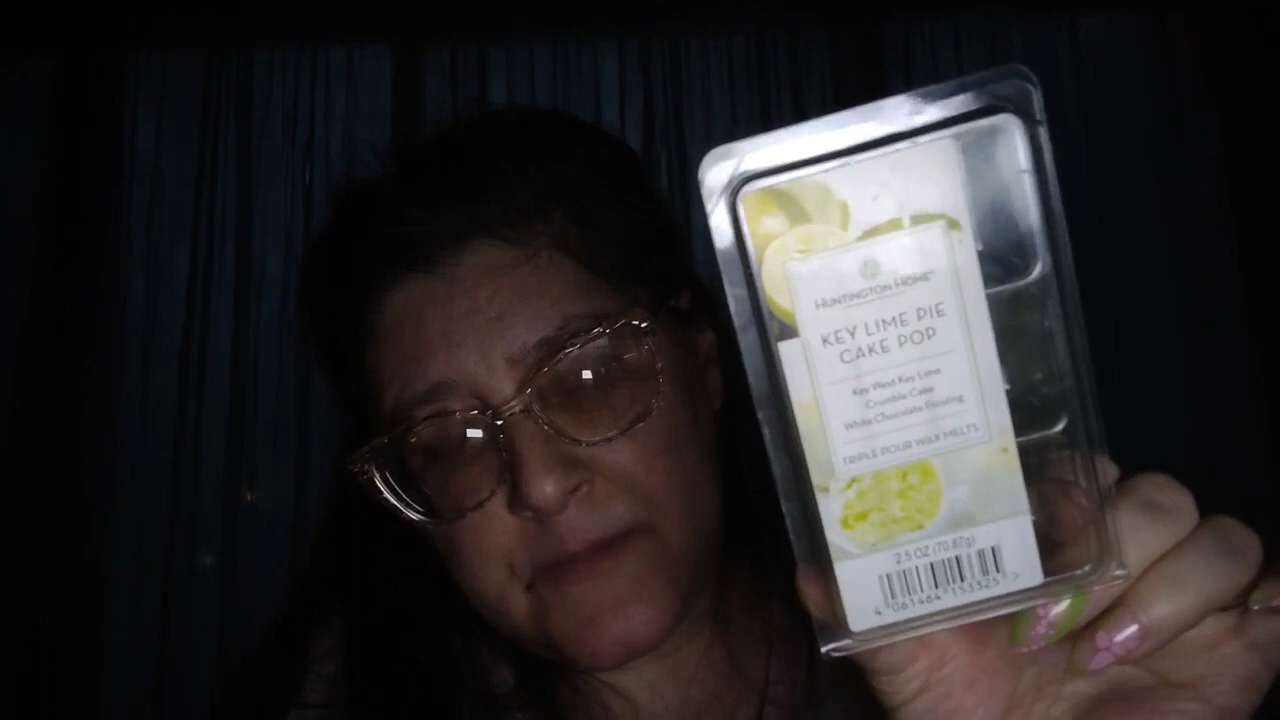 HUNTINGTON HOME
KEY LIME PIE
CAKE POP
Key West Key Lime
Crumble Cake
White Chocolate Frosting
TRIPLE POUR WAX MELTS
2.5 OZ (70.87g)
4 061464 153325 >